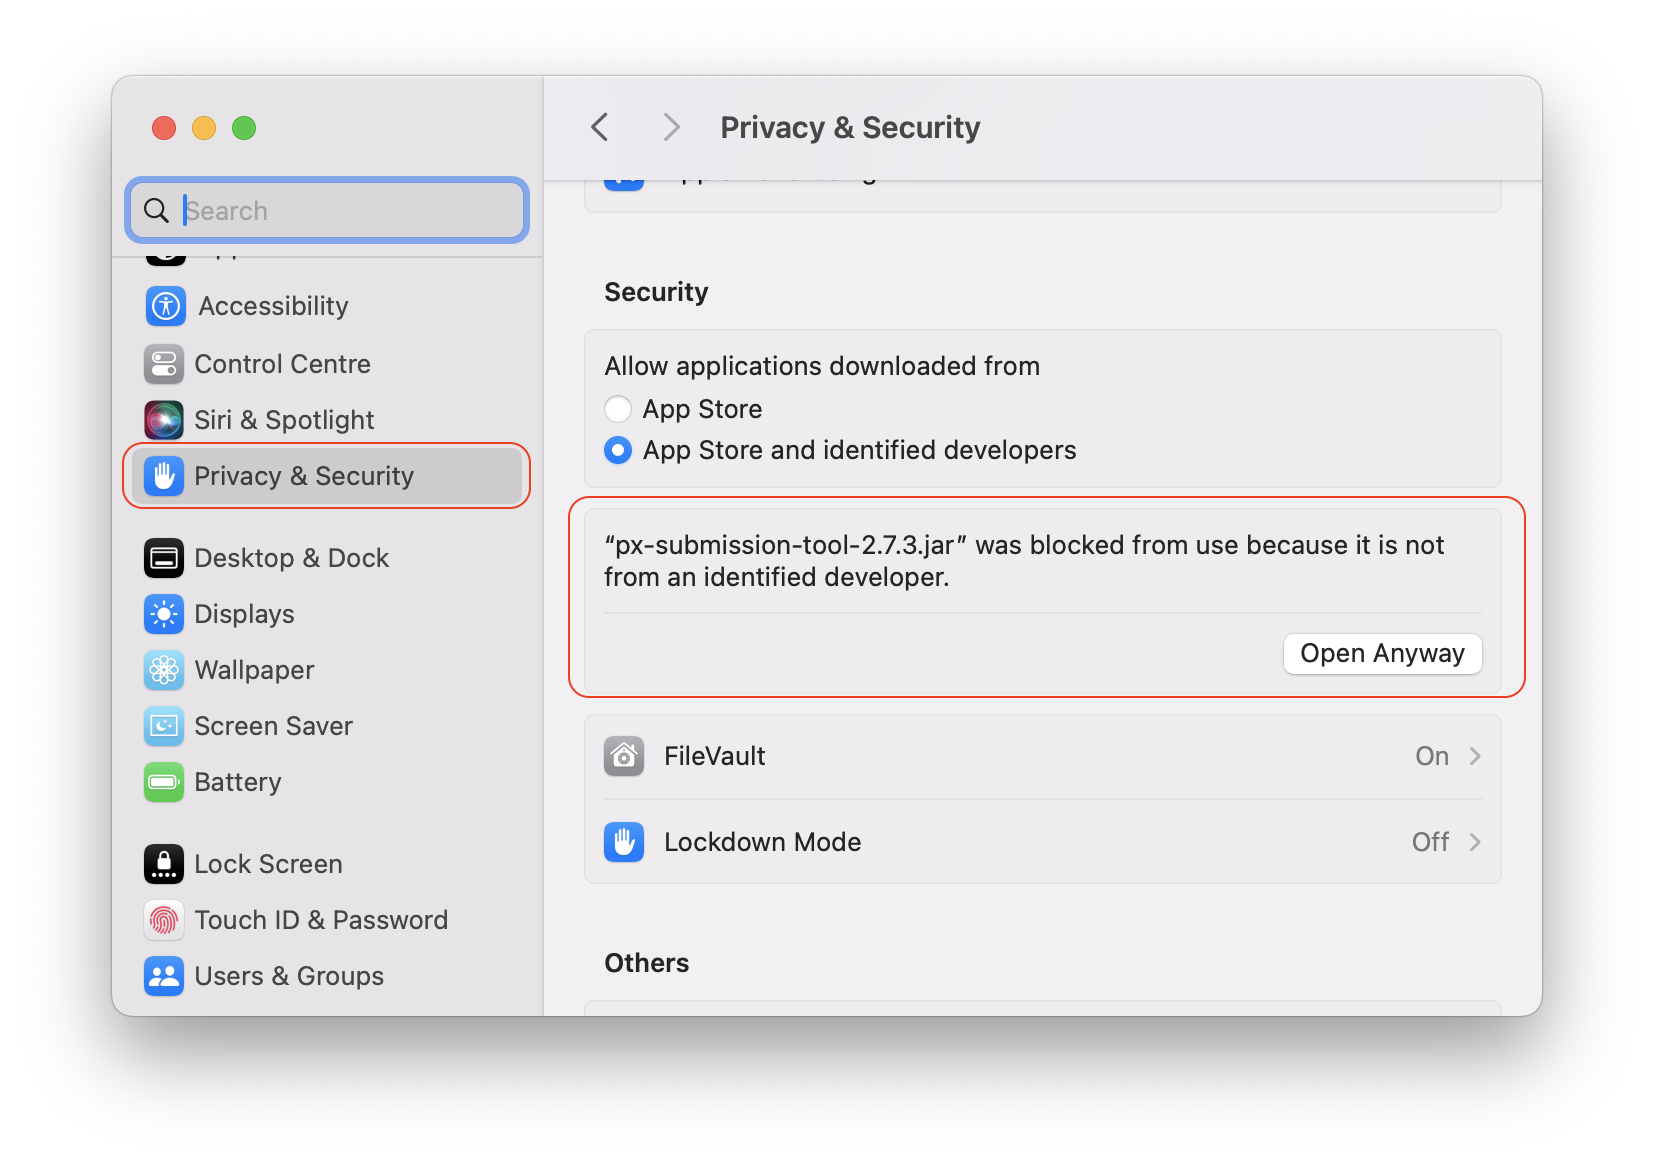 Privacy & Security
Search
Accessibility
Control Centre
Siri & Spotlight
Privacy & Security
Desktop & Dock
Displays
Wallpaper
Screen Saver
Battery
Lock Screen
Touch ID & Password
Users & Groups
Security
Allow applications downloaded from
App Store
App Store and identified developers
“px-submission-tool-2.7.3.jar” was blocked from use because it is not
from an identified developer.
Open Anyway
FileVault On
Lockdown Mode Off
Others